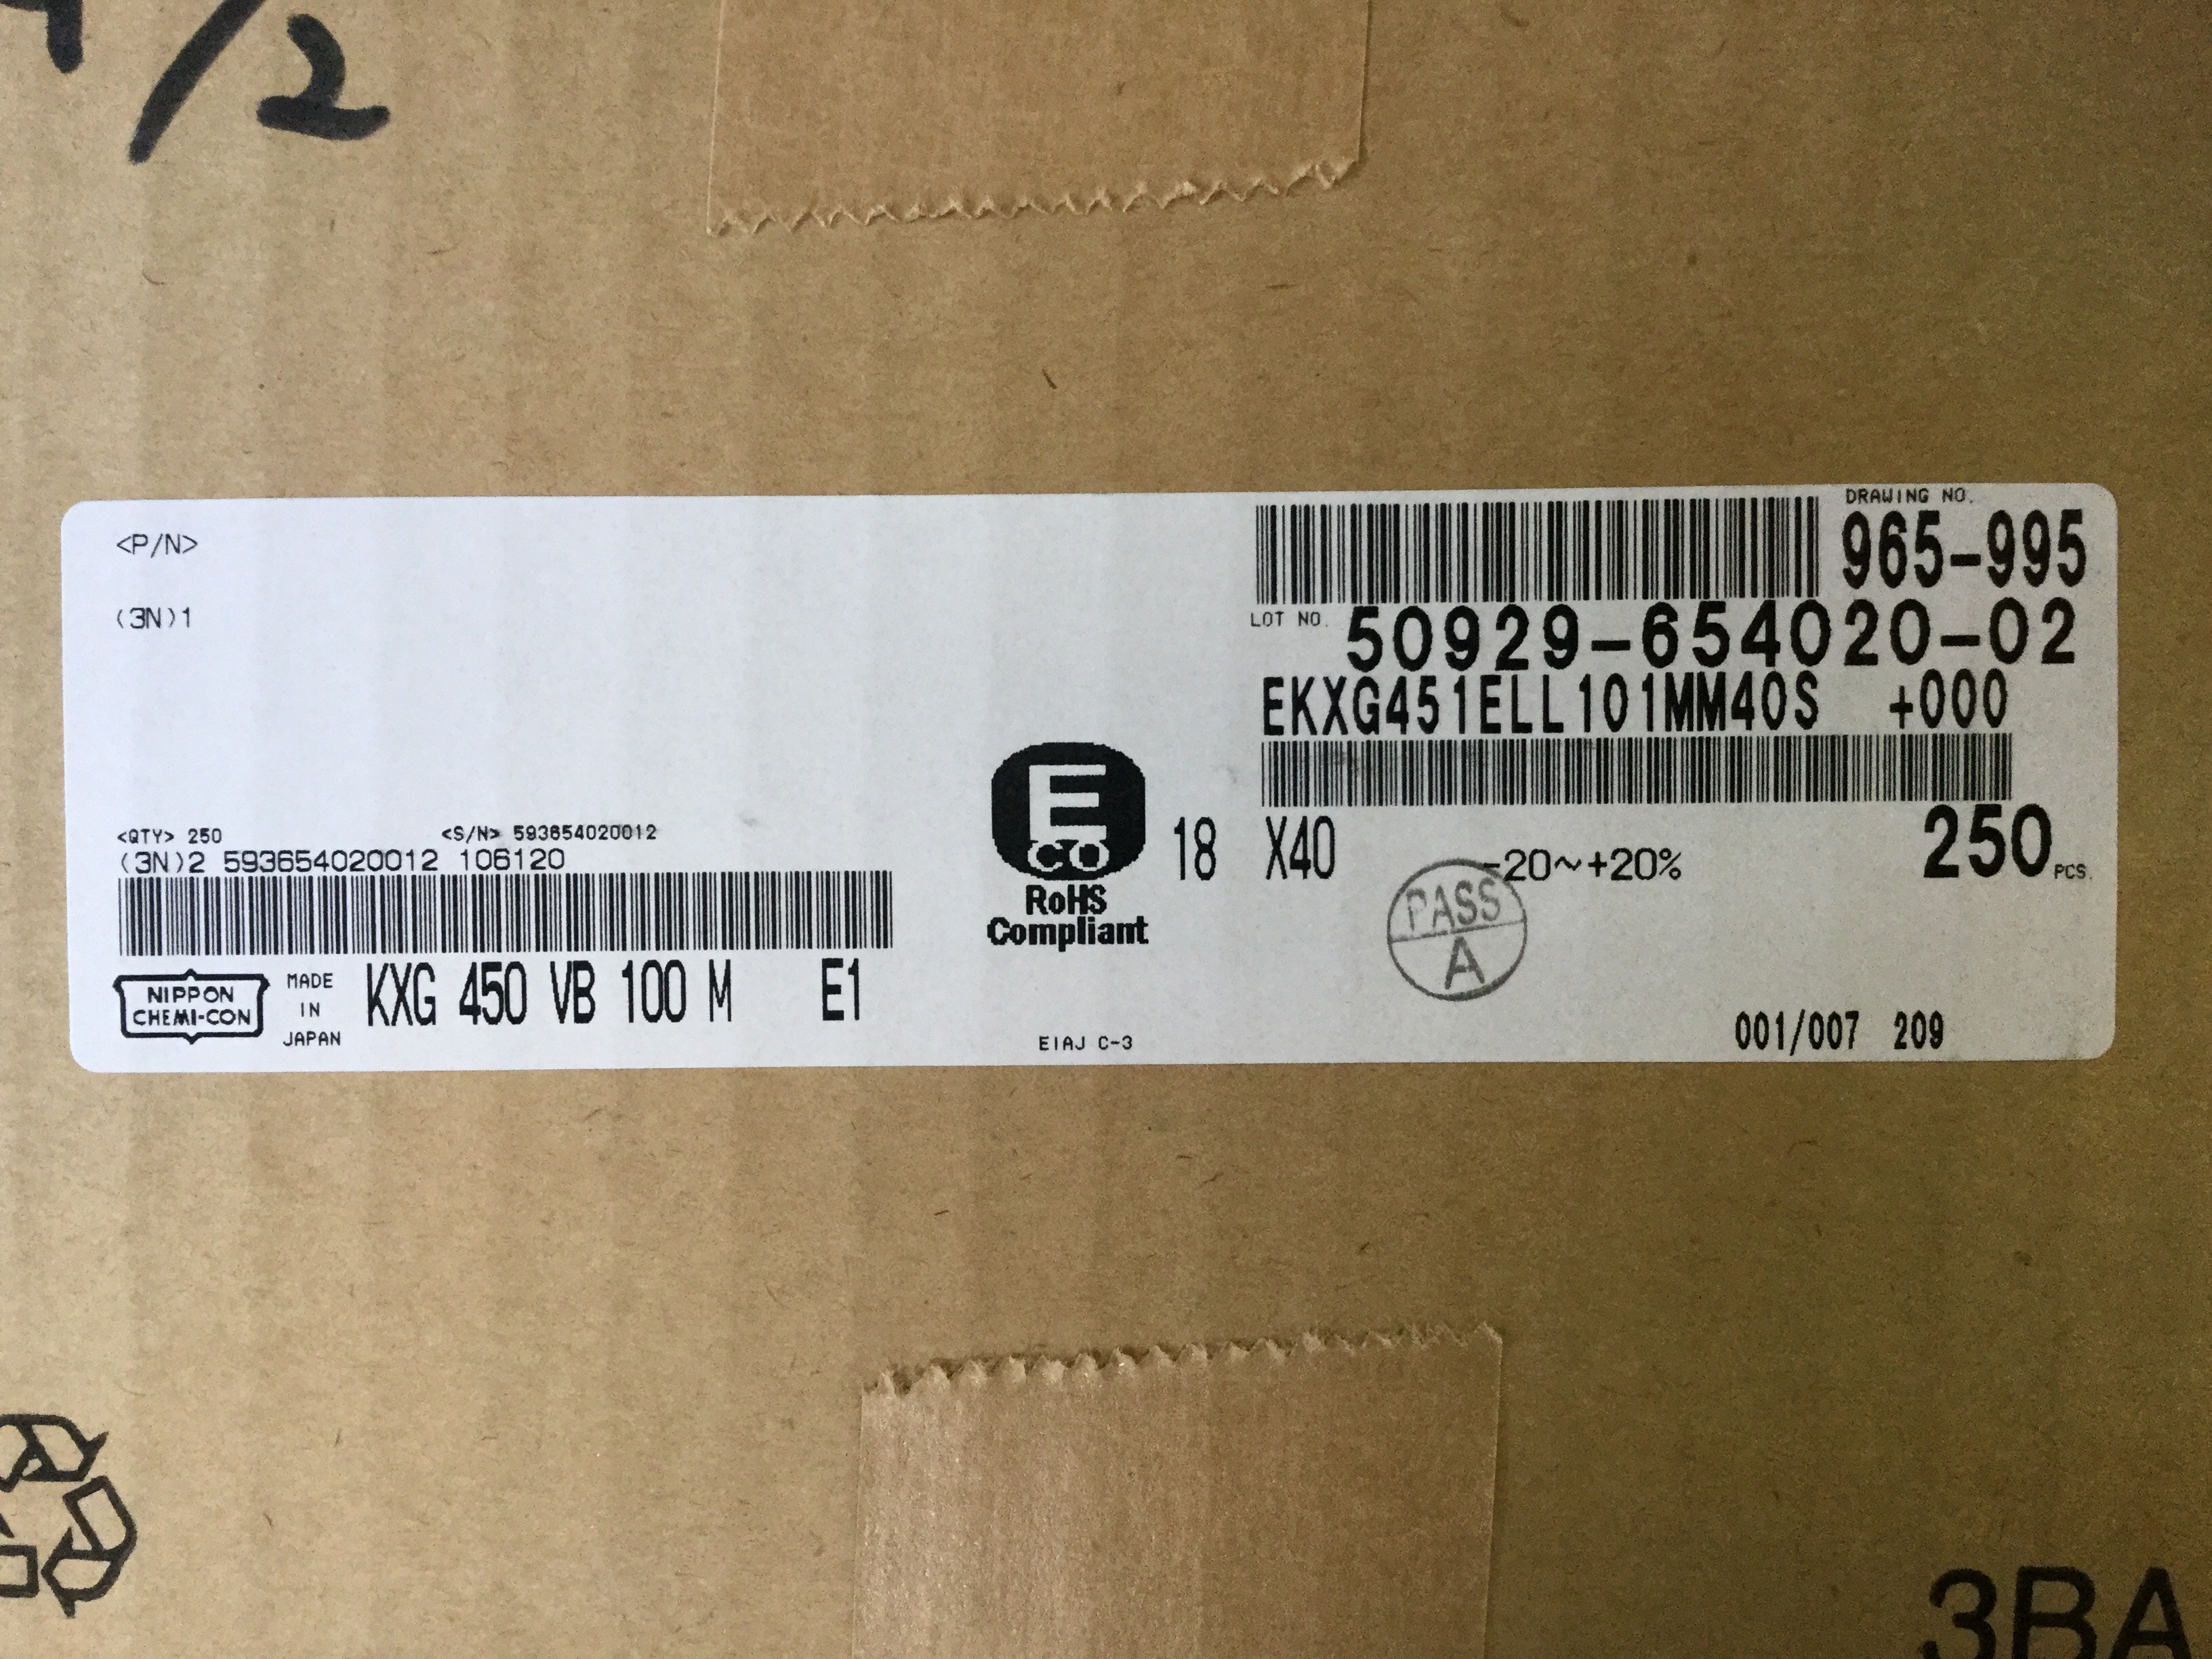 /2
DRAWING NO.
965-995
<P/N>
(3N)1
LOT NO. 50929-654020-02
EKXG451ELL101MM40S +000
<QTY> 250 <S/N> 593654020012
(3N)2 593654020012 106120
E
CO
RoHS
Compliant
18 X40 -20~+20% 250 PCS.
PASS
A
NIPPON
CHEMI-CON
MADE
IN
JAPAN
KXG 450 VB 100 M E1
EIAJ C-3
001/007 209
3BA